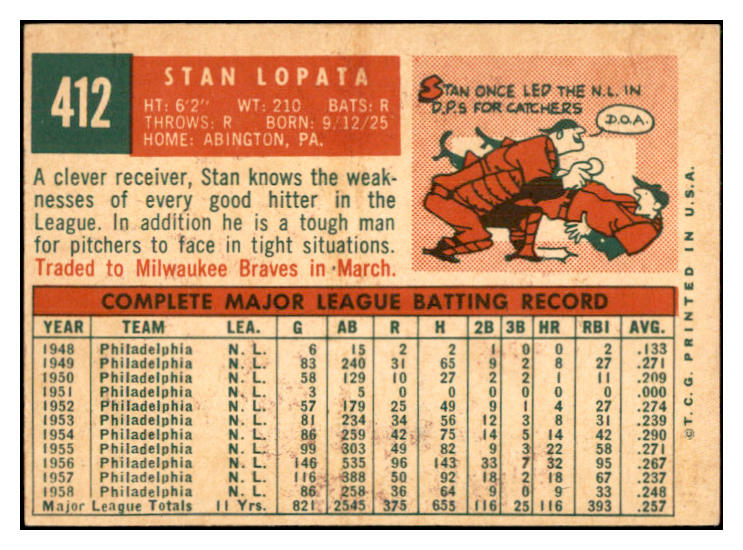 412
STAN LOPATA
HT: 6'2" WT: 210 BATS: R
THROWS: R BORN: 9/12/25
HOME: ABINGTON, PA.
A clever receiver, Stan knows the weak-
nesses of every good hitter in the
League. In addition he is a tough man
for pitchers to face in tight situations.
Traded to Milwaukee Braves in March.
STAN ONCE LED THE N.L. IN
D.P.S FOR CATCHERS
D.O.A.
COMPLETE MAJOR LEAGUE BATTING RECORD
YEAR TEAM LEA. G AB R H 2B 3B HR RBI AVG.
1948 Philadelphia N. L. 6 15 2 2 1 0 0 2 .133
1949 Philadelphia N. L. 83 240 31 65 9 2 8 27 .271
1950 Philadelphia N. L. 58 129 10 27 2 2 1 11 .209
1951 Philadelphia N. L. 3 5 0 0 0 0 0 0 .000
1952 Philadelphia N. L. 57 179 25 49 9 1 4 27 .274
1953 Philadelphia N. L. 81 234 34 56 12 3 8 31 .239
1954 Philadelphia N. L. 86 259 42 75 14 5 14 42 .290
1955 Philadelphia N. L. 99 303 49 82 9 3 22 58 .271
1956 Philadelphia N. L. 146 535 96 143 33 7 32 95 .267
1957 Philadelphia N. L. 116 388 50 92 18 2 18 67 .237
1958 Philadelphia N. L. 86 258 36 64 9 0 9 33 .248
Major League Totals 11 Yrs. 821 2545 375 655 116 25 116 393 .257
©T.C.G. PRINTED IN U.S.A.